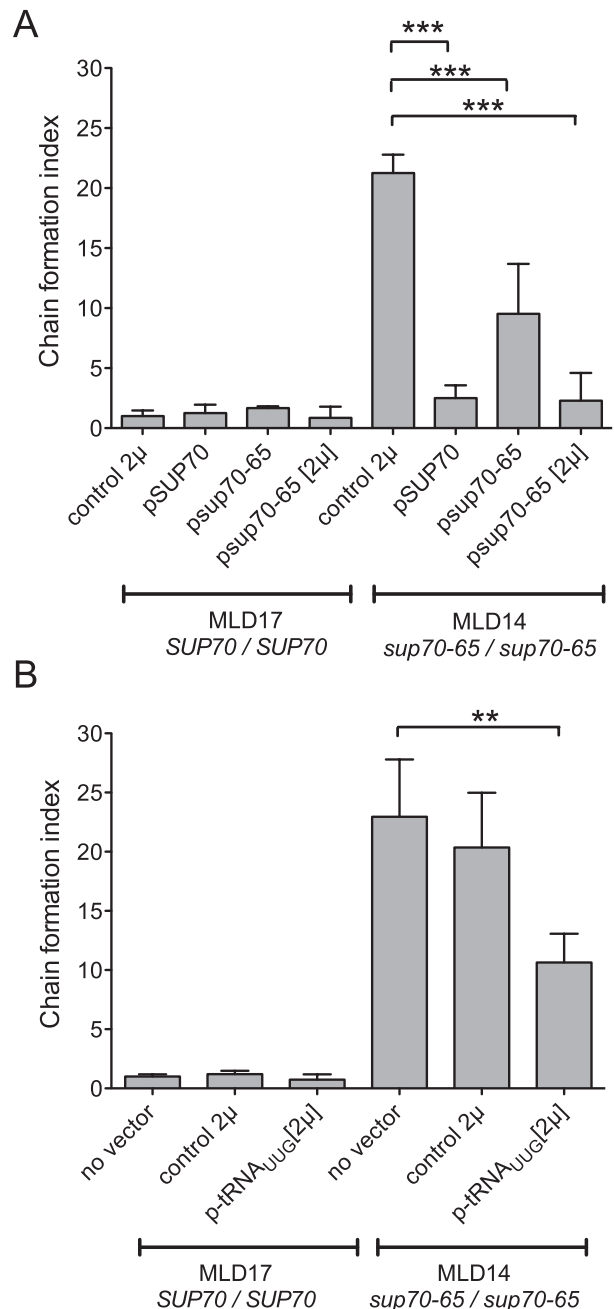 A
***
***
***
30
25
20
15
10
5
0
Chain formation index
control 2µ
pSUP70
psup70-65
psup70-65 [2µ]
control 2µ
pSUP70
psup70-65
psup70-65 [2µ]
MLD17
SUP70 / SUP70
MLD14
sup70-65 / sup70-65
B
**
30
25
20
15
10
5
0
Chain formation index
no vector
control 2µ
p-tRNAUUG[2µ]
no vector
control 2µ
p-tRNAUUG[2µ]
MLD17
SUP70 / SUP70
MLD14
sup70-65 / sup70-65